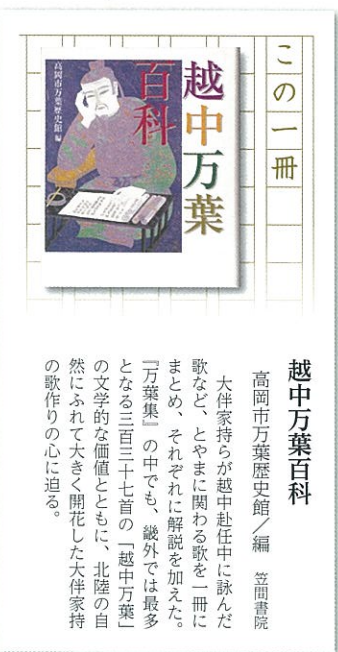 この一冊
越中万葉
百科
高岡市万葉歴史館 編
越中万葉百科
高岡市万葉歴史館／編　笠間書院
大伴家持らが越中赴任中に詠んだ
歌など、とやまに関わる歌を一冊に
まとめ、それぞれに解説を加えた。
『万葉集』の中でも、畿外では最多
となる三百三十七首の「越中万葉」
の文学的な価値とともに、北陸の自
然にふれて大きく開花した大伴家持
の歌作りの心に迫る。